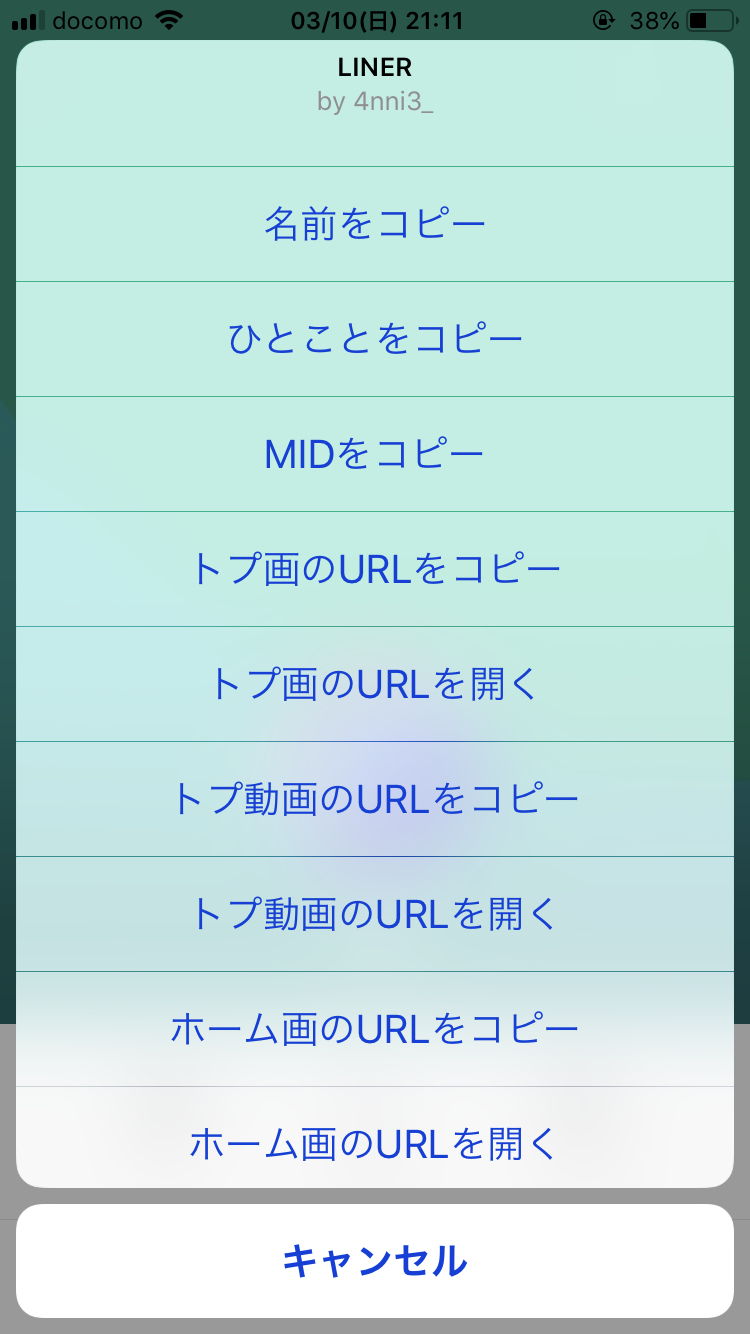 docomo 03/10(日) 21:11 38%
LINER
by 4nni3_
名前をコピー
ひとことをコピー
MIDをコピー
トプ画のURLをコピー
トプ画のURLを開く
トプ動画のURLをコピー
トプ動画のURLを開く
ホーム画のURLをコピー
ホーム画のURLを開く
キャンセル